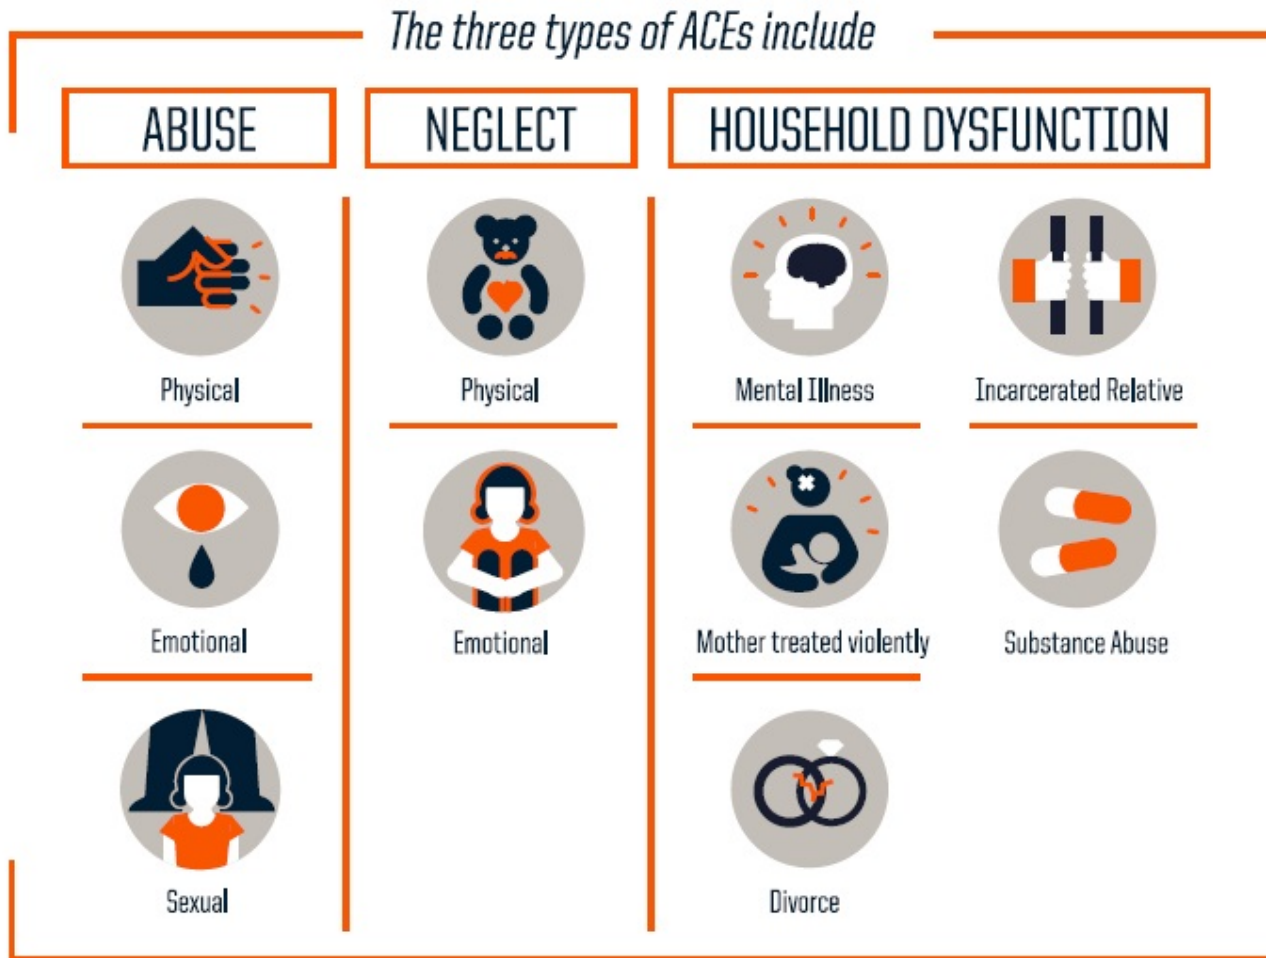 The three types of ACEs include
ABUSE
NEGLECT
HOUSEHOLD DYSFUNCTION
Physical
Physical
Mental Illness
Incarcerated Relative
Emotional
Emotional
Mother treated violently
Substance Abuse
Sexual
Divorce